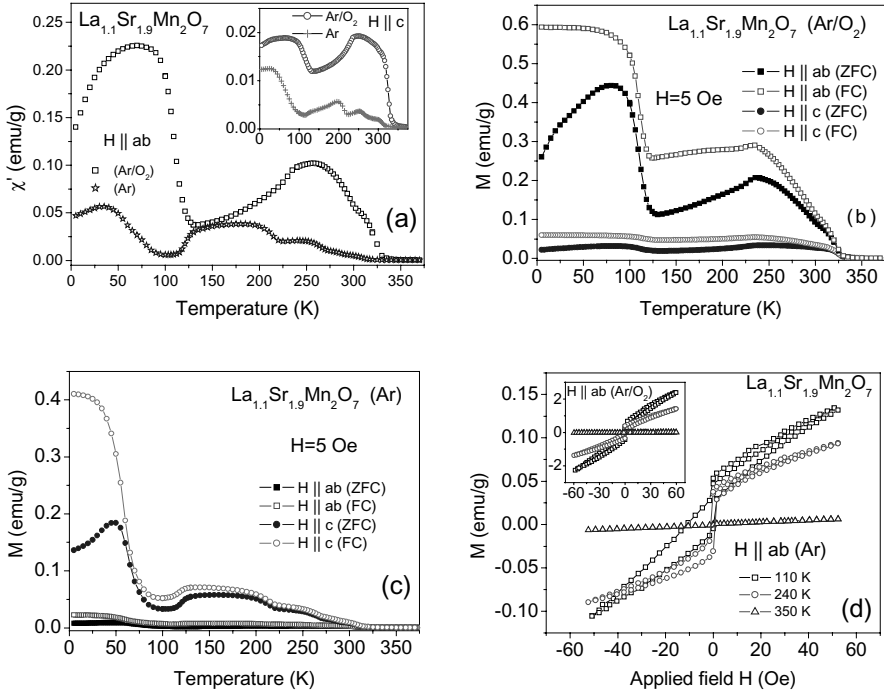 La1.1Sr1.9Mn2O7
H || c
Ar/O2
Ar
0.02
0.01
0.00
0 50 100 150 200 250 300
H || ab
(Ar/O2)
(Ar)
(a)
χ' (emu/g)
0.25
0.20
0.15
0.10
0.05
0.00
0 50 100 150 200 250 300 350
Temperature (K)
La1.1Sr1.9Mn2O7 (Ar/O2)
H=5 Oe
H || ab (ZFC)
H || ab (FC)
H || c (ZFC)
H || c (FC)
(b)
M (emu/g)
0.6
0.5
0.4
0.3
0.2
0.1
0.0
0 50 100 150 200 250 300 350
Temperature (K)
La1.1Sr1.9Mn2O7 (Ar)
H=5 Oe
H || ab (ZFC)
H || ab (FC)
H || c (ZFC)
H || c (FC)
(c)
M (emu/g)
0.4
0.3
0.2
0.1
0.0
0 50 100 150 200 250 300 350
Temperature (K)
La1.1Sr1.9Mn2O7
H || ab (Ar/O2)
2
0
-2
-60 -30 0 30 60
H || ab (Ar)
110 K
240 K
350 K
(d)
M (emu/g)
0.15
0.10
0.05
0.00
-0.05
-0.10
-60 -40 -20 0 20 40 60
Applied field H (Oe)